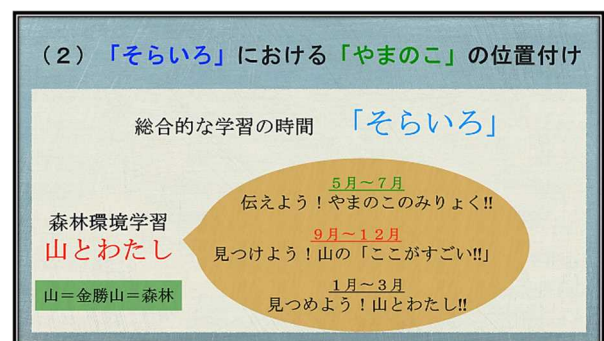 （２）「そらいろ」における「やまのこ」の位置付け
総合的な学習の時間 「そらいろ」
５月〜７月
伝えよう！やまのこのみりょく!!
森林環境学習
山とわたし
９月〜１２月
見つけよう！山の「ここがすごい!!」
山＝金勝山＝森林
１月〜３月
見つめよう！山とわたし!!